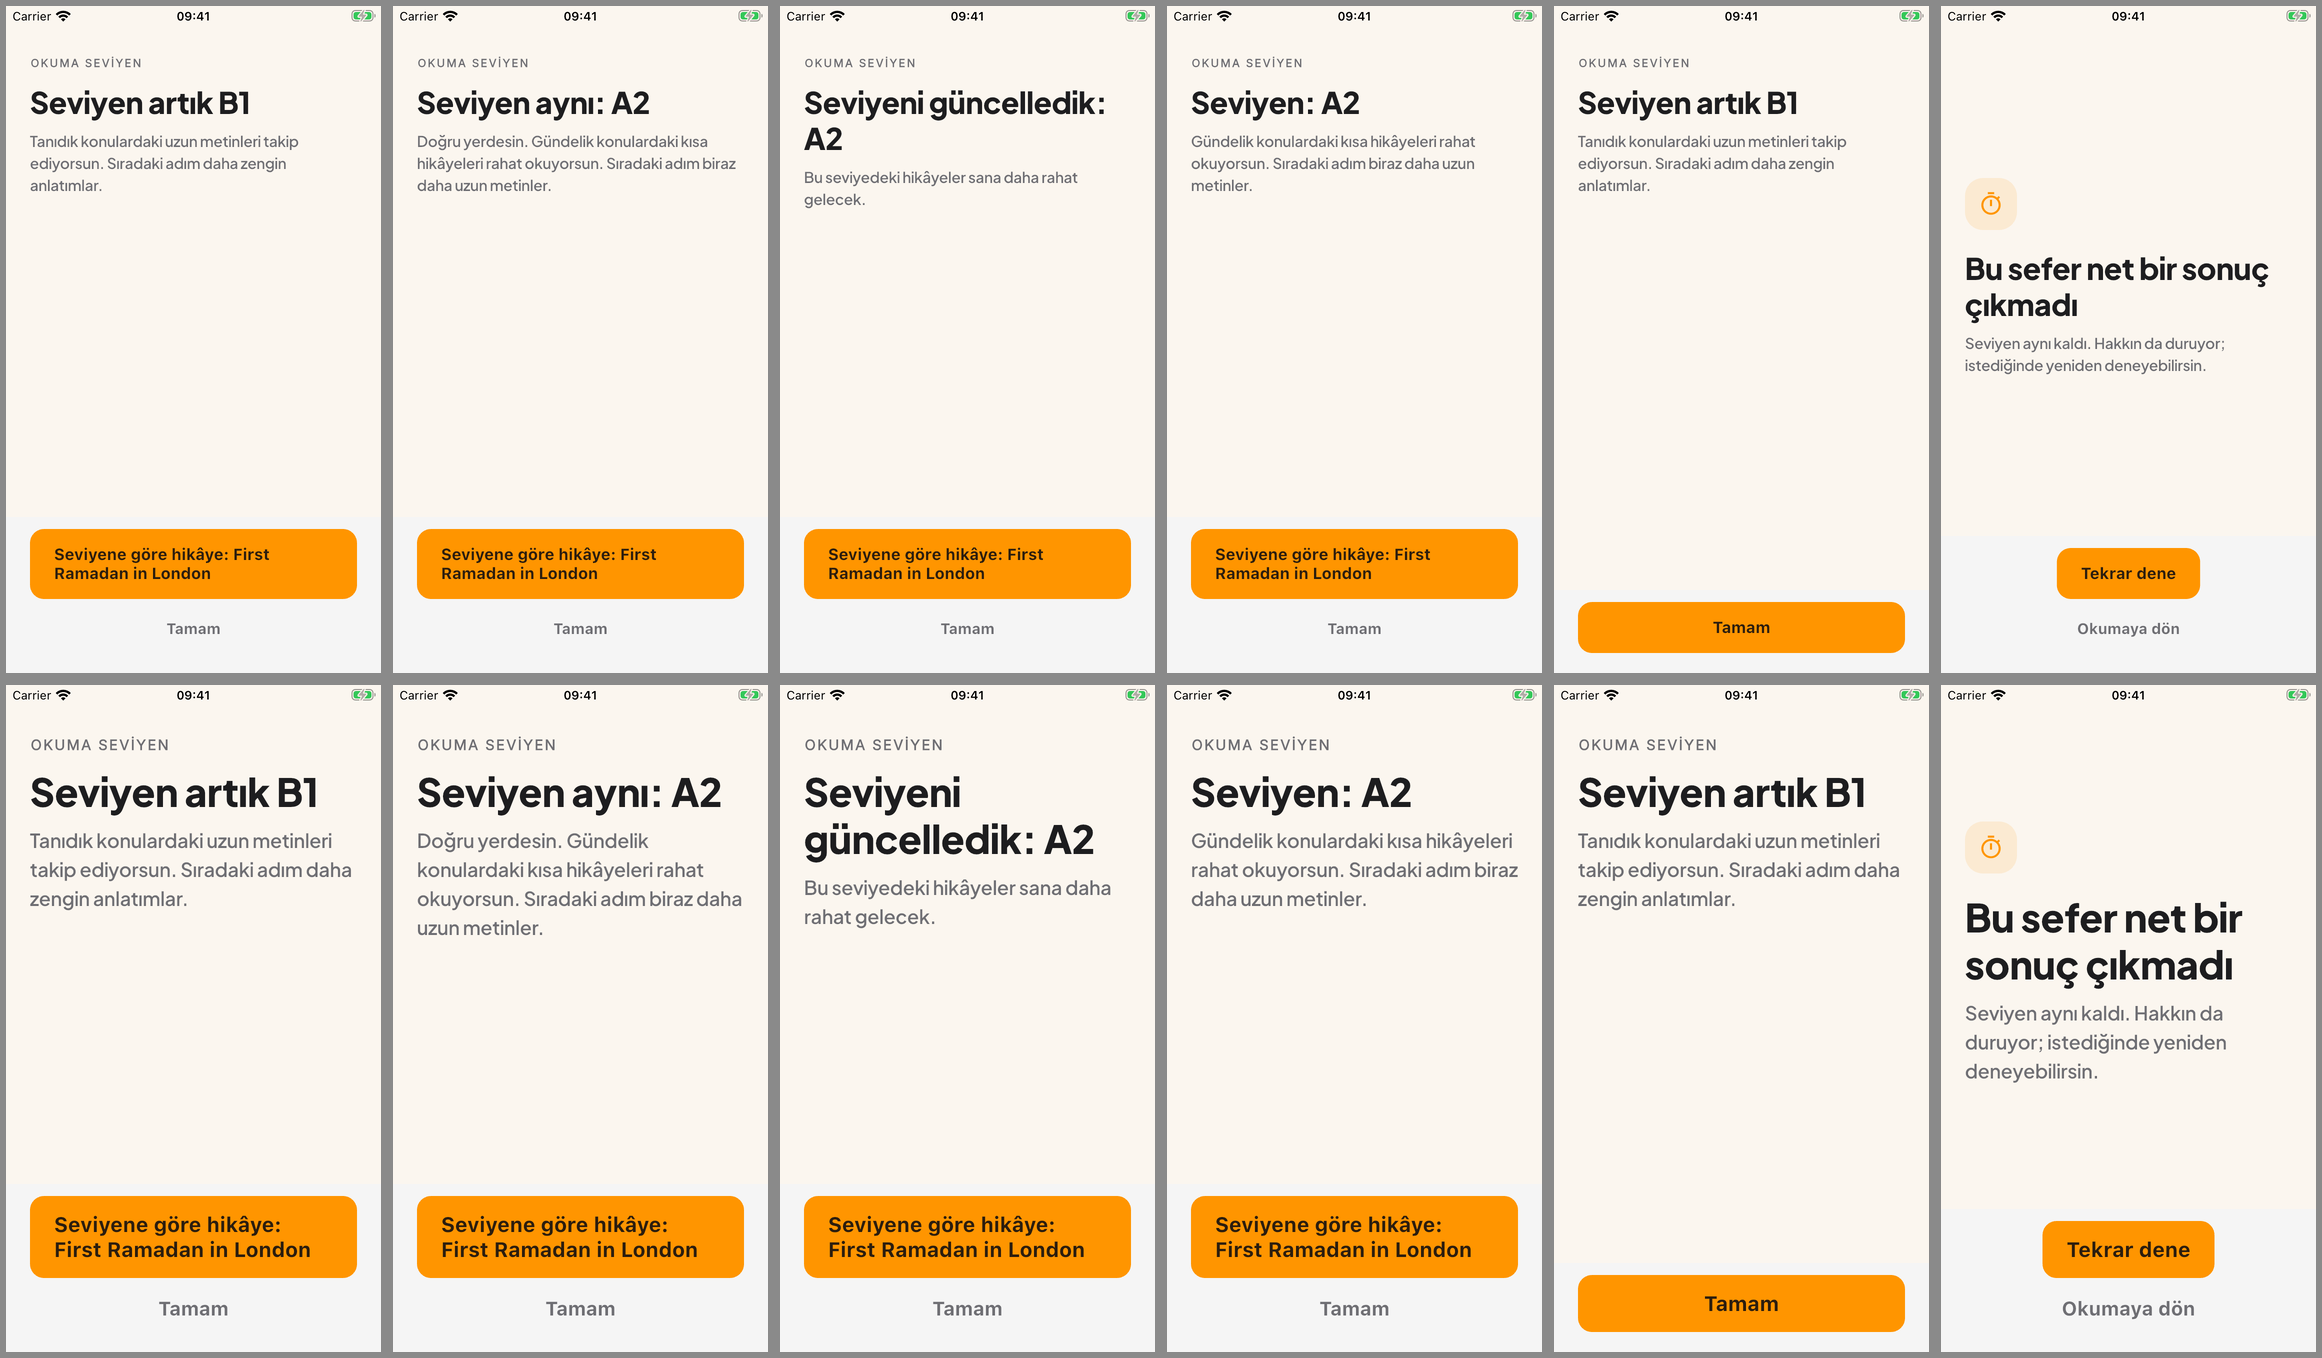 Carrier 09:41
OKUMA SEVİYEN
Seviyen artık B1
Tanıdık konulardaki uzun metinleri takip
ediyorsun. Sıradaki adım daha zengin
anlatımlar.
Seviyene göre hikâye: First
Ramadan in London
Tamam
Carrier 09:41
OKUMA SEVİYEN
Seviyen aynı: A2
Doğru yerdesin. Gündelik konulardaki kısa
hikâyeleri rahat okuyorsun. Sıradaki adım biraz
daha uzun metinler.
Seviyene göre hikâye: First
Ramadan in London
Tamam
Carrier 09:41
OKUMA SEVİYEN
Seviyeni güncelledik:
A2
Bu seviyedeki hikâyeler sana daha rahat
gelecek.
Seviyene göre hikâye: First
Ramadan in London
Tamam
Carrier 09:41
OKUMA SEVİYEN
Seviyen: A2
Gündelik konulardaki kısa hikâyeleri rahat
okuyorsun. Sıradaki adım biraz daha uzun
metinler.
Seviyene göre hikâye: First
Ramadan in London
Tamam
Carrier 09:41
OKUMA SEVİYEN
Seviyen artık B1
Tanıdık konulardaki uzun metinleri takip
ediyorsun. Sıradaki adım daha zengin
anlatımlar.
Tamam
Carrier 09:41
Bu sefer net bir sonuç
çıkmadı
Seviyen aynı kaldı. Hakkın da duruyor;
istediğinde yeniden deneyebilirsin.
Tekrar dene
Okumaya dön
Carrier 09:41
OKUMA SEVİYEN
Seviyen artık B1
Tanıdık konulardaki uzun metinleri
takip ediyorsun. Sıradaki adım daha
zengin anlatımlar.
Seviyene göre hikâye:
First Ramadan in London
Tamam
Carrier 09:41
OKUMA SEVİYEN
Seviyen aynı: A2
Doğru yerdesin. Gündelik
konulardaki kısa hikâyeleri rahat
okuyorsun. Sıradaki adım biraz daha
uzun metinler.
Seviyene göre hikâye:
First Ramadan in London
Tamam
Carrier 09:41
OKUMA SEVİYEN
Seviyeni
güncelledik: A2
Bu seviyedeki hikâyeler sana daha
rahat gelecek.
Seviyene göre hikâye:
First Ramadan in London
Tamam
Carrier 09:41
OKUMA SEVİYEN
Seviyen: A2
Gündelik konulardaki kısa hikâyeleri
rahat okuyorsun. Sıradaki adım biraz
daha uzun metinler.
Seviyene göre hikâye:
First Ramadan in London
Tamam
Carrier 09:41
OKUMA SEVİYEN
Seviyen artık B1
Tanıdık konulardaki uzun metinleri
takip ediyorsun. Sıradaki adım daha
zengin anlatımlar.
Tamam
Carrier 09:41
Bu sefer net bir
sonuç çıkmadı
Seviyen aynı kaldı. Hakkın da
duruyor; istediğinde yeniden
deneyebilirsin.
Tekrar dene
Okumaya dön